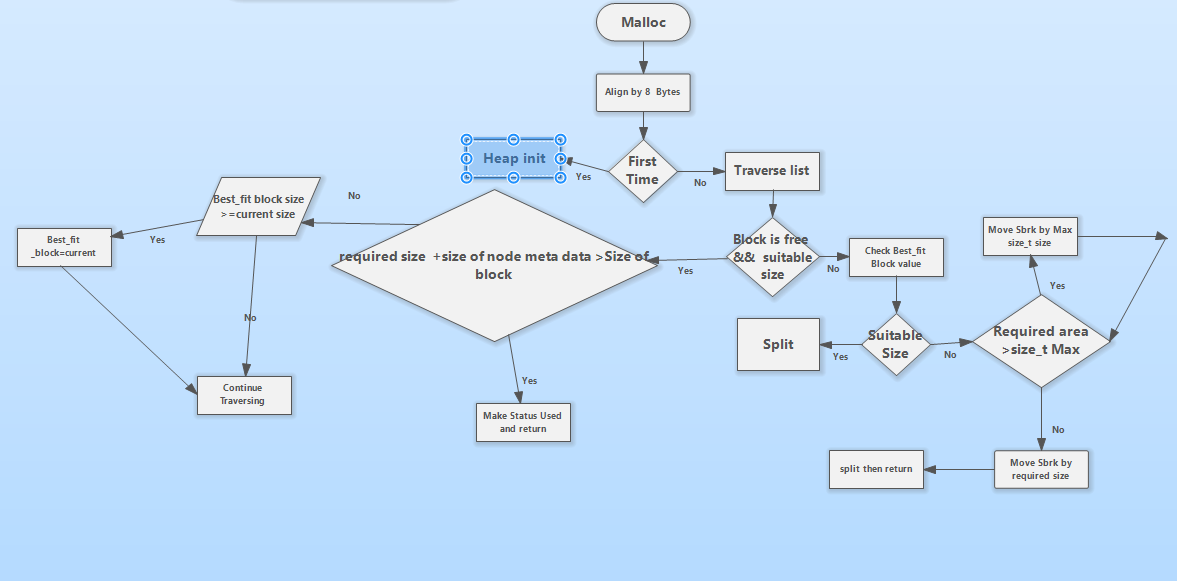 Malloc
Align by 8 Bytes
First
Time
Yes
No
Heap init
Traverse list
Block is free
&& suitable
size
Yes
No
required size +size of node meta data >Size of
block
No
Yes
Best_fit block size
>=current size
Yes
No
Best_fit
_block=current
Continue
Traversing
Make Status Used
and return
Check Best_fit
Block value
Suitable
Size
Yes
No
Split
Required area
>size_t Max
Yes
No
Move Sbrk by Max
size_t size
Move Sbrk by
required size
split then return